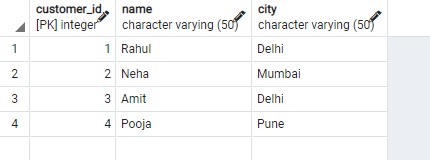 customer_id name city
[PK] integer character varying (50) character varying (50)
1 1 Rahul Delhi
2 2 Neha Mumbai
3 3 Amit Delhi
4 4 Pooja Pune